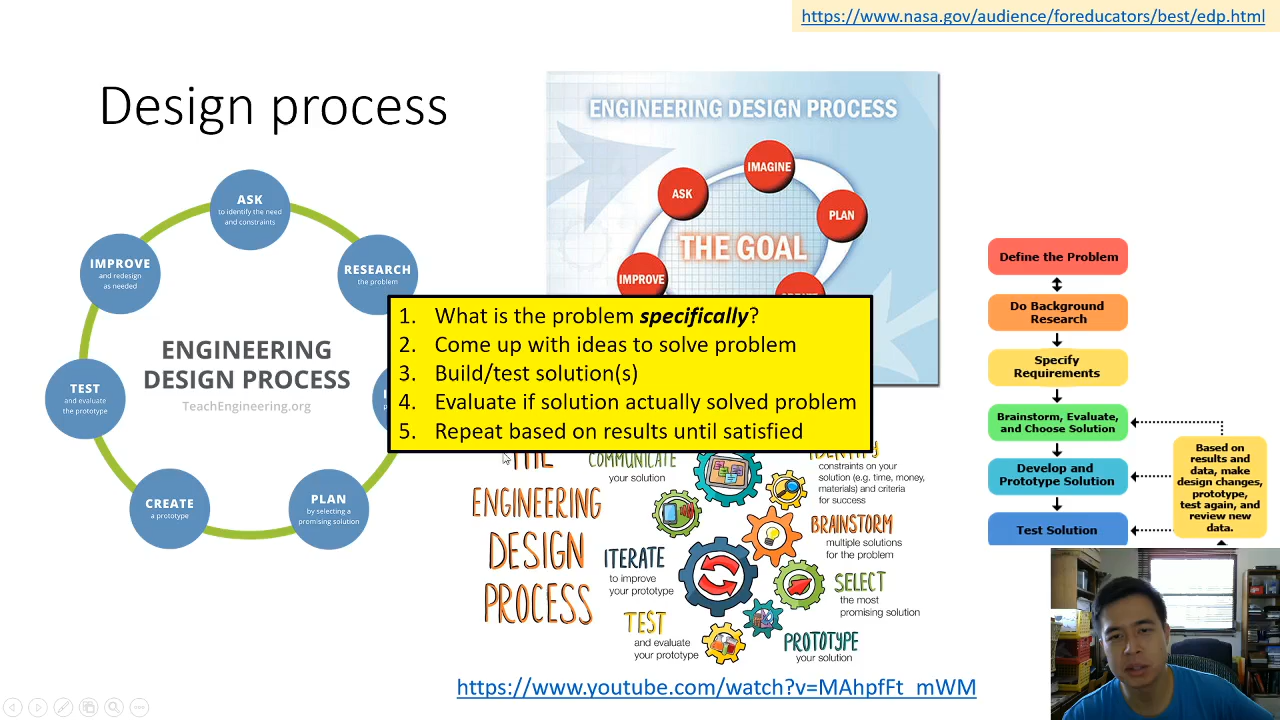 https://www.nasa.gov/audience/foreducators/best/edp.html
Design process
ASK
to identify the need
and constraints
RESEARCH
the problem
IMPROVE
and redesign
as needed
ENGINEERING
DESIGN PROCESS
TeachEngineering.org
TEST
and evaluate
the prototype
CREATE
a prototype
PLAN
by selecting a
promising solution
ENGINEERING DESIGN PROCESS
IMAGINE
ASK
PLAN
THE GOAL
IMPROVE
1. What is the problem specifically?
2. Come up with ideas to solve problem
3. Build/test solution(s)
4. Evaluate if solution actually solved problem
5. Repeat based on results until satisfied
Define the Problem
Do Background
Research
Specify
Requirements
Brainstorm, Evaluate,
and Choose Solution
Develop and
Prototype Solution
Test Solution
Based on
results and
data, make
design changes,
prototype,
test again, and
review new
data.
THE
ENGINEERING
DESIGN
PROCESS
COMMUNICATE
your solution
IDENTIFY
constraints on your
solution (e.g. time, money,
materials) and criteria
for success
BRAINSTORM
multiple solutions
for the problem
ITERATE
to improve
your prototype
SELECT
the most
promising solution
TEST
and evaluate
your prototype
PROTOTYPE
your solution
https://www.youtube.com/watch?v=MAhpfFt_mWM